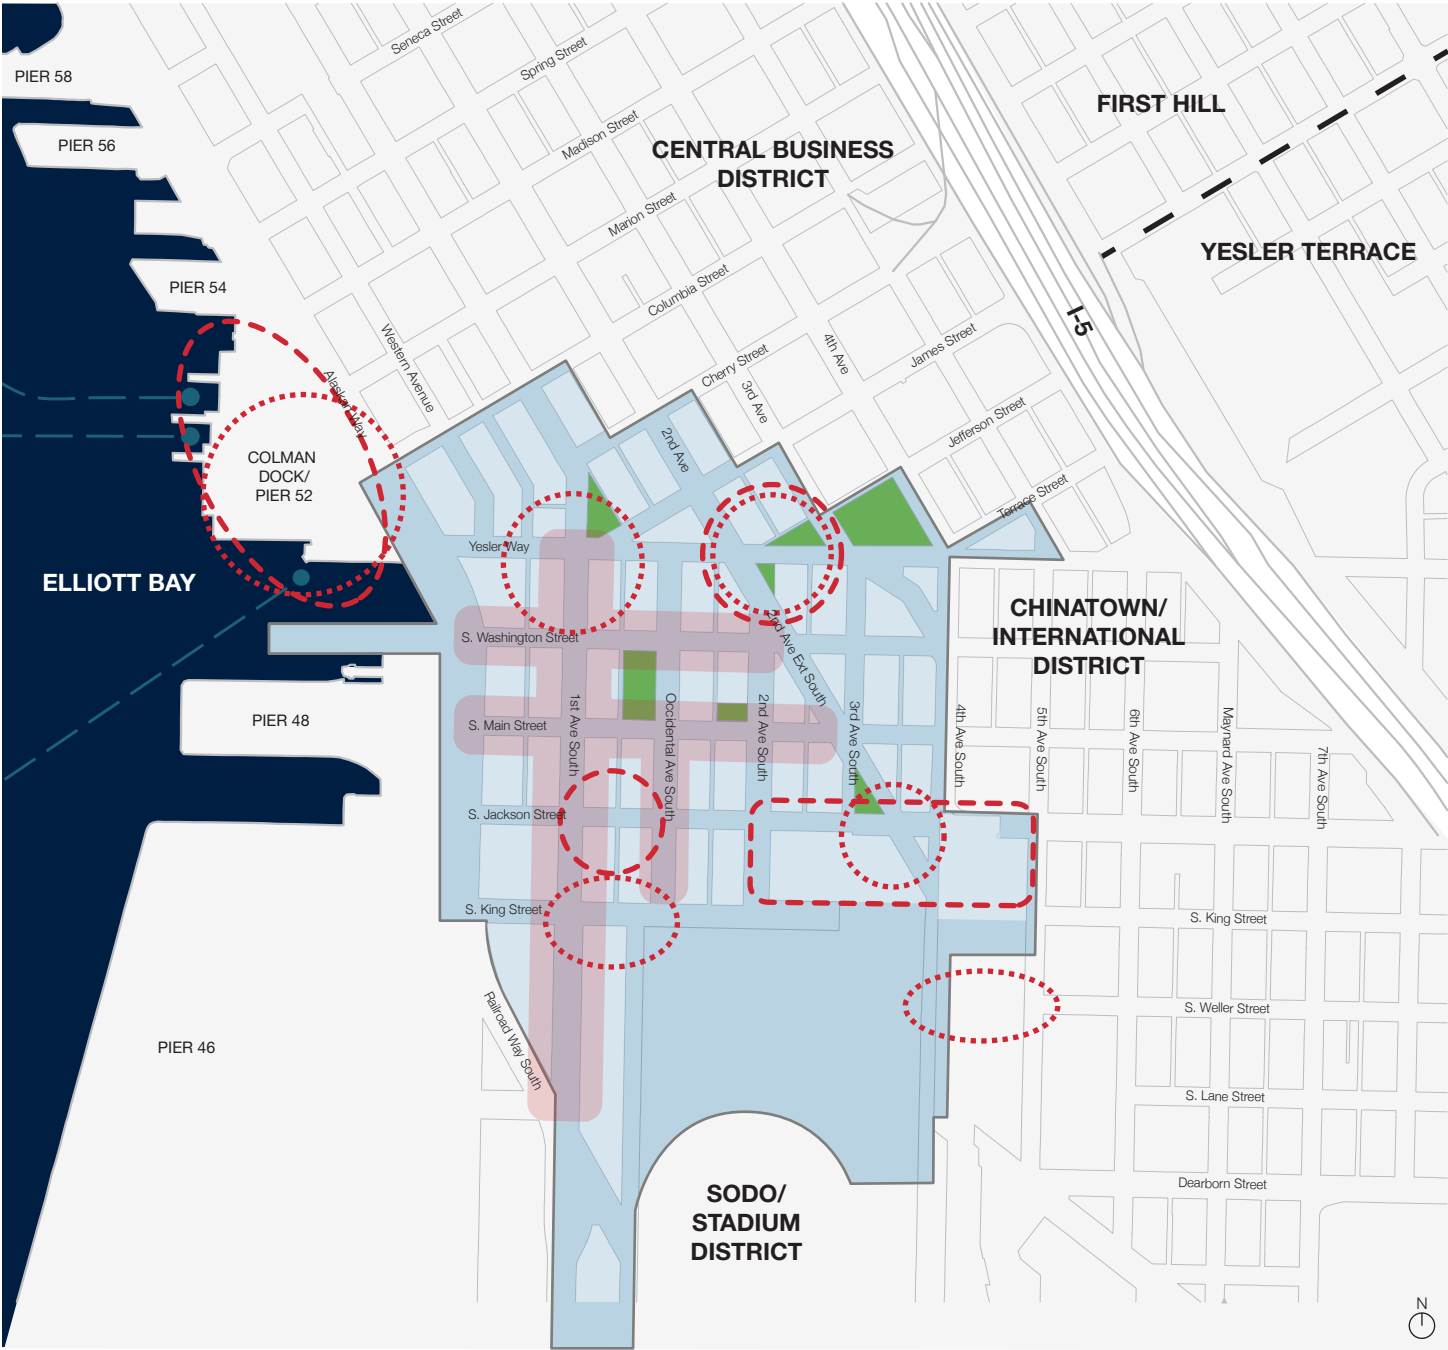 Seneca Street
Spring Street
PIER 58
FIRST HILL
Madison Street
PIER 56
CENTRAL BUSINESS
DISTRICT
Marion Street
YESLER TERRACE
PIER 54
Columbia Street
I-5
Western Avenue
4th Ave
James Street
Cherry Street
3rd Ave
Alaskan Way
Jefferson Street
2nd Ave
COLMAN
DOCK/
PIER 52
Terrace Street
Yesler Way
ELLIOTT BAY
CHINATOWN/
INTERNATIONAL
DISTRICT
S. Washington Street
2nd Ave Ext South
PIER 48
S. Main Street
1st Ave South
Occidental Ave South
2nd Ave South
3rd Ave South
4th Ave South
5th Ave South
6th Ave South
Maynard Ave South
7th Ave South
S. Jackson Street
S. King Street
S. King Street
S. Weller Street
Railroad Way South
PIER 46
S. Lane Street
Dearborn Street
SODO/
STADIUM
DISTRICT
N